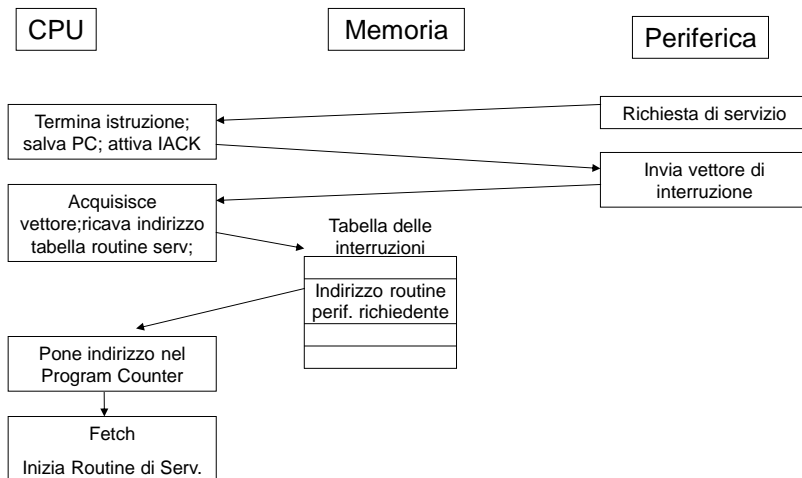 CPU
Memoria
Periferica
Termina istruzione;
salva PC; attiva IACK
Richiesta di servizio
Invia vettore di
interruzione
Acquisisce
vettore;ricava indirizzo
tabella routine serv;
Tabella delle
interruzioni
Indirizzo routine
perif. richiedente
Pone indirizzo nel
Program Counter
Fetch
Inizia Routine di Serv.